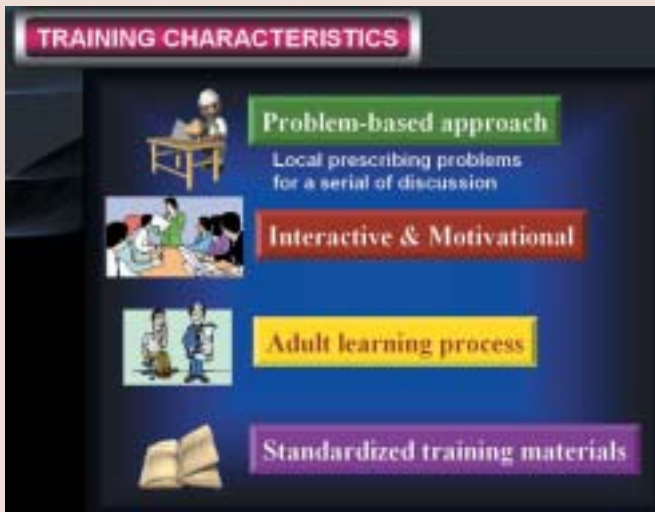 TRAINING CHARACTERISTICS
Problem-based approach
Local prescribing problems
for a serial of discussion
Interactive & Motivational
Adult learning process
Standardized training materials